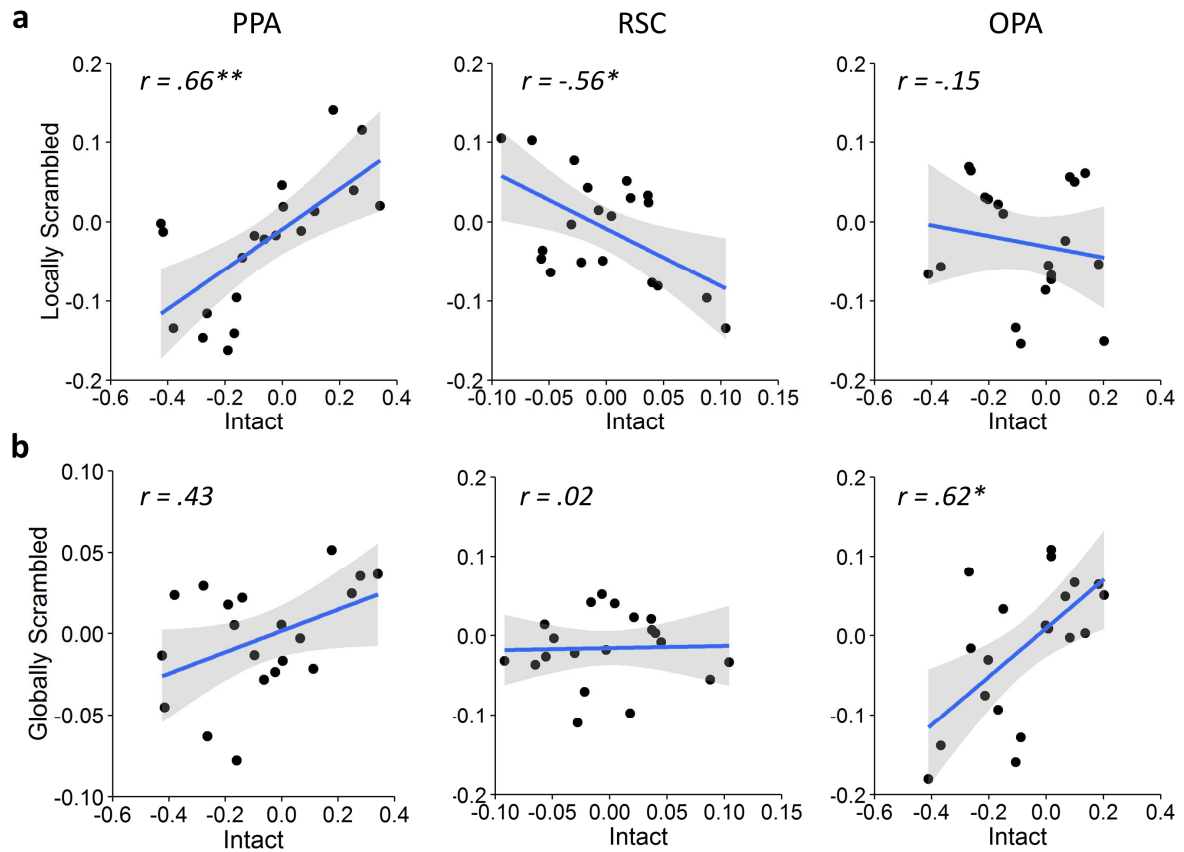 a
PPA
RSC
OPA
r = .66**
r = -.56*
r = -.15
Locally Scrambled
0.2
0.1
0.0
-0.1
-0.2
-0.6 -0.4 -0.2 0.0 0.2 0.4
Intact
0.2
0.1
0.0
-0.1
-0.2
-0.10 -0.05 0.00 0.05 0.10 0.15
Intact
0.2
0.1
0.0
-0.1
-0.2
-0.6 -0.4 -0.2 0.0 0.2 0.4
Intact
b
r = .43
r = .02
r = .62*
Globally Scrambled
0.10
0.05
0.00
-0.05
-0.10
-0.6 -0.4 -0.2 0.0 0.2 0.4
Intact
0.2
0.1
0.0
-0.1
-0.2
-0.10 -0.05 0.00 0.05 0.10 0.15
Intact
0.2
0.1
0.0
-0.1
-0.2
-0.6 -0.4 -0.2 0.0 0.2 0.4
Intact